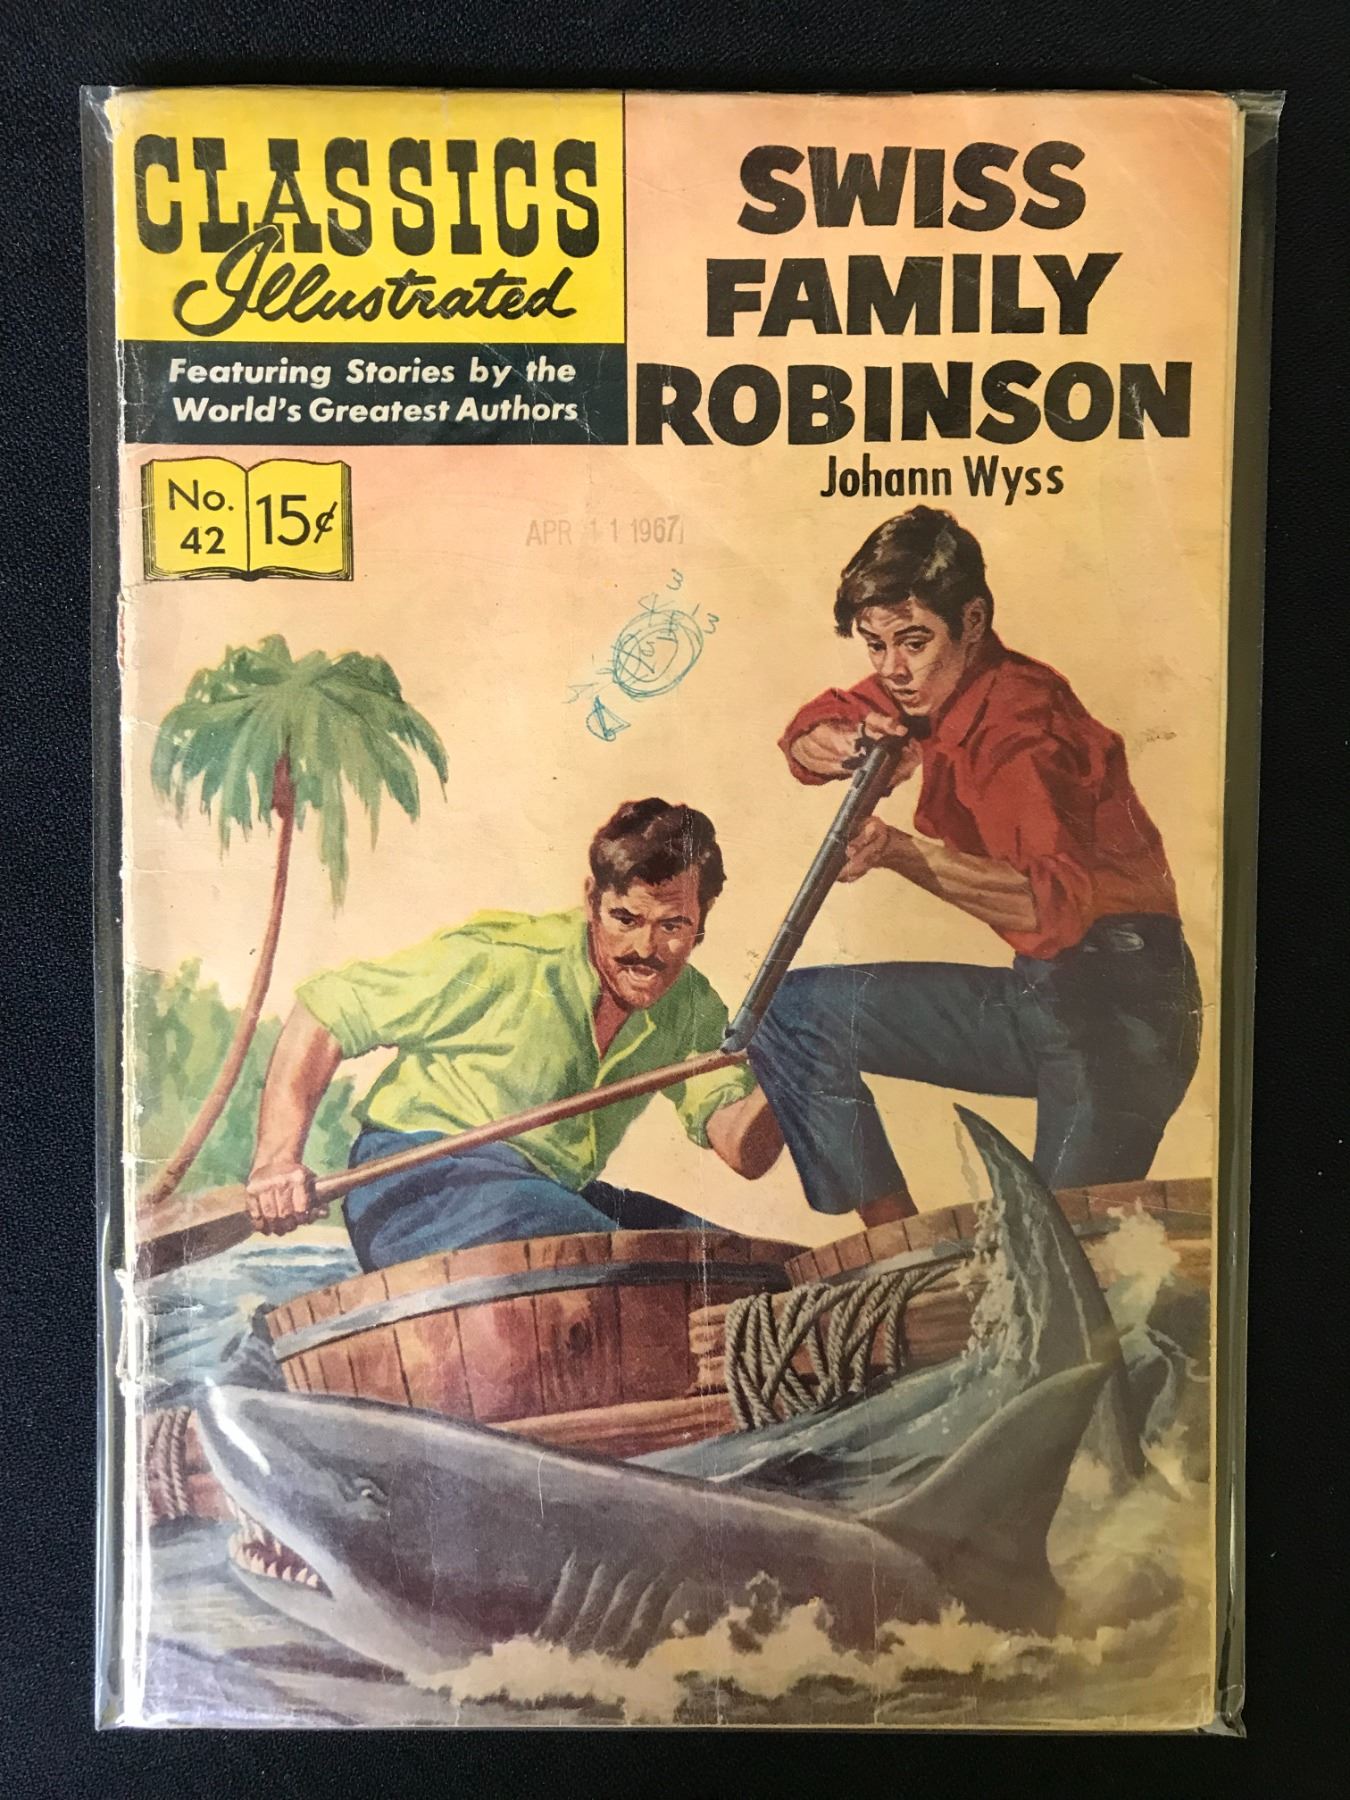 CLASSICS
Illustrated
Featuring Stories by the
World's Greatest Authors
SWISS
FAMILY
ROBINSON
Johann Wyss
No.
42
15¢
APR 11 1967